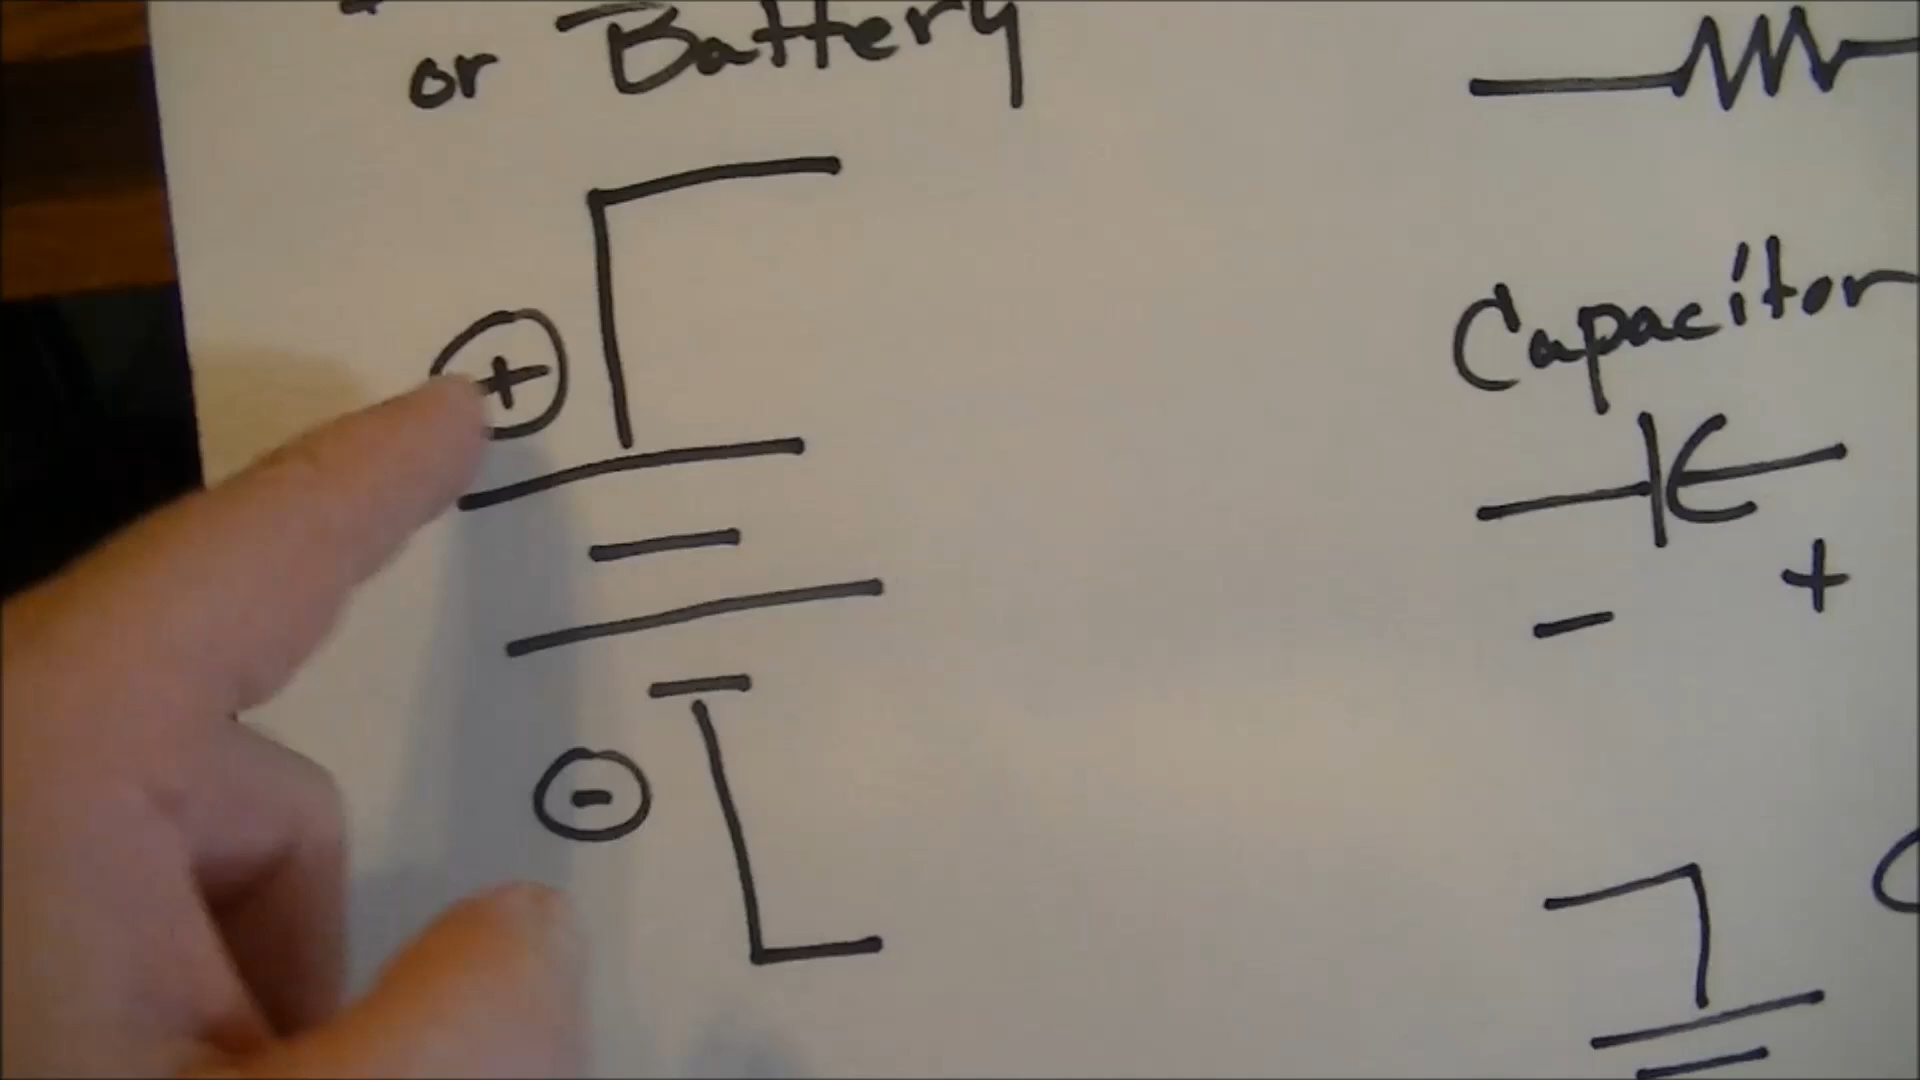 or Battery
+
-
Capacitor
- +